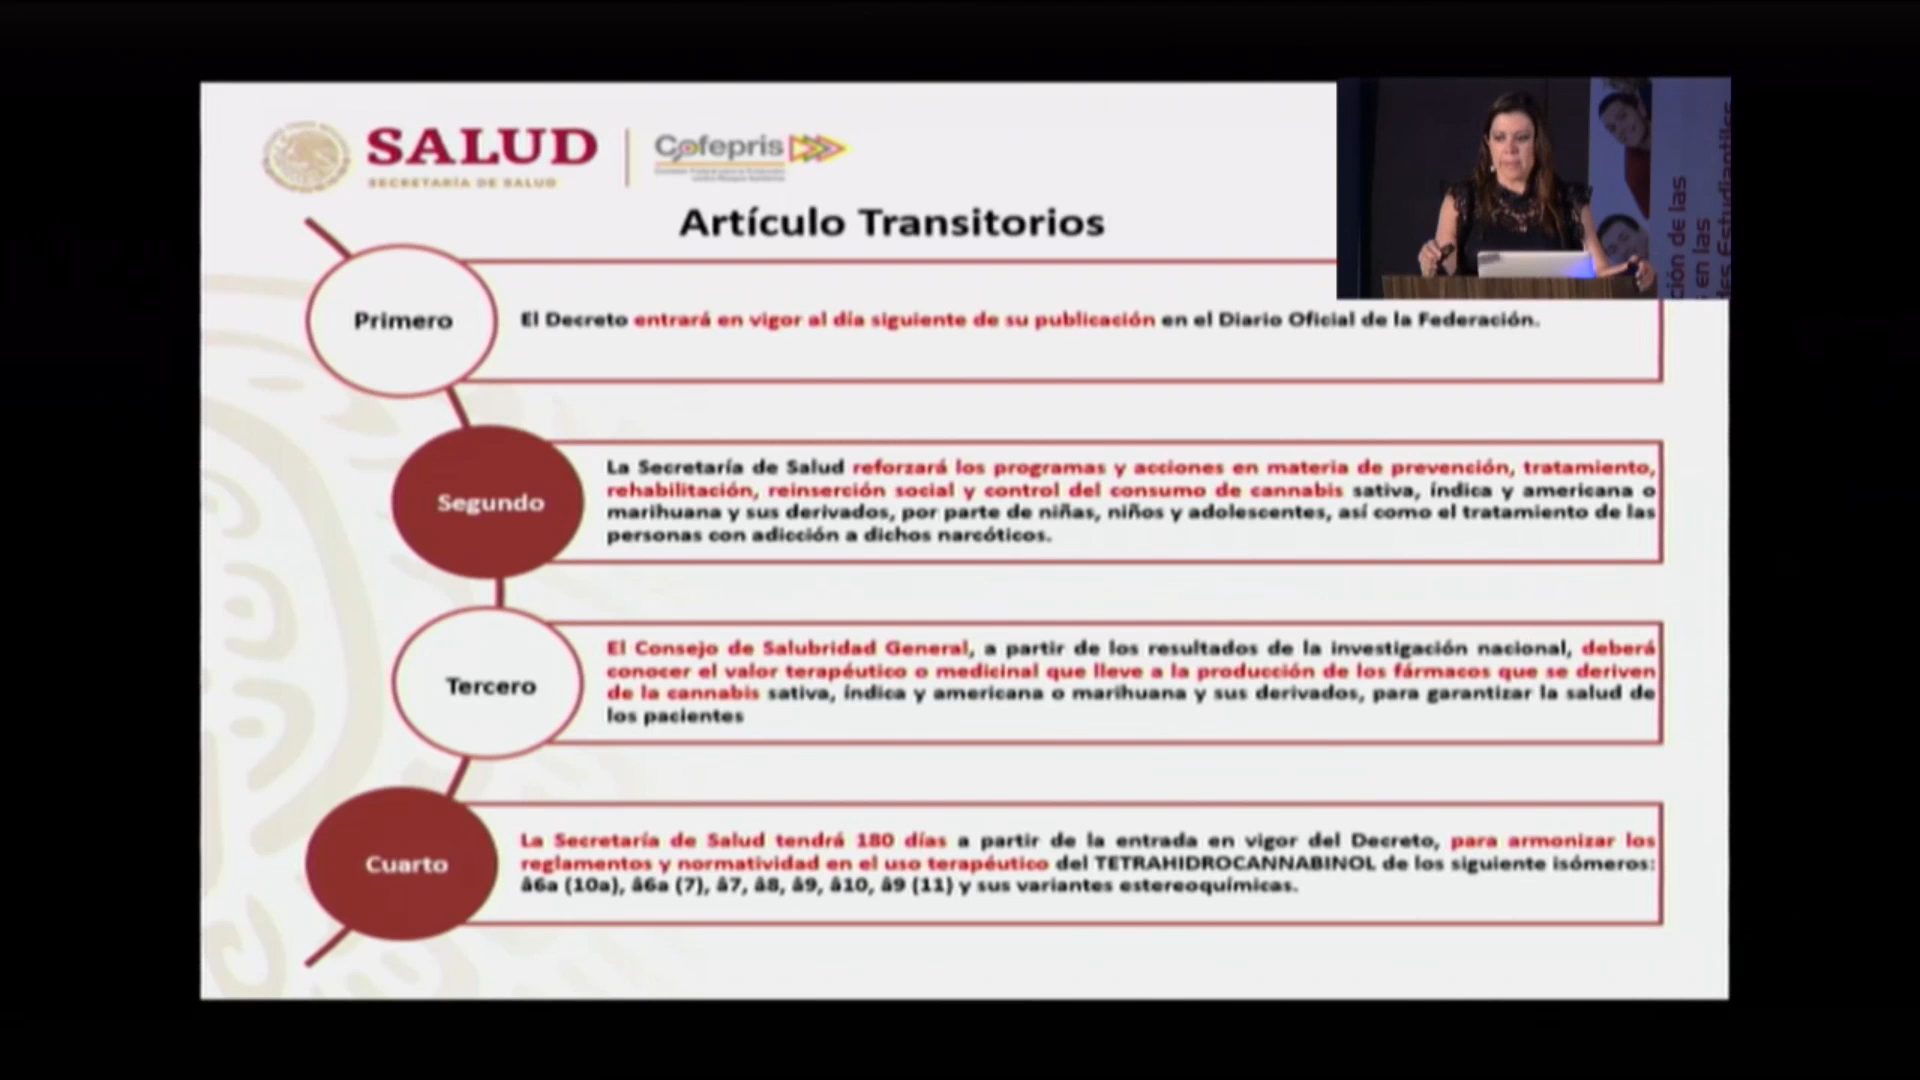 SALUD
SECRETARÍA DE SALUD
Cofepris
Artículo Transitorios
Primero
El Decreto entrará en vigor al día siguiente de su publicación en el Diario Oficial de la Federación.
Segundo
La Secretaría de Salud reforzará los programas y acciones en materia de prevención, tratamiento,
rehabilitación, reinserción social y control del consumo de cannabis sativa, índica y americana o
marihuana y sus derivados, por parte de niñas, niños y adolescentes, así como el tratamiento de las
personas con adicción a dichos narcóticos.
Tercero
El Consejo de Salubridad General, a partir de los resultados de la investigación nacional, deberá
conocer el valor terapéutico o medicinal que lleve a la producción de los fármacos que se deriven
de la cannabis sativa, índica y americana o marihuana y sus derivados, para garantizar la salud de
los pacientes
Cuarto
La Secretaría de Salud tendrá 180 días a partir de la entrada en vigor del Decreto, para armonizar los
reglamentos y normatividad en el uso terapéutico del TETRAHIDROCANNABINOL de los siguiente isómeros:
â6a (10a), â6a (7), â7, â8, â9, â10, â9 (11) y sus variantes estereoquímicas.
ción de las
en las
Estudiantiles